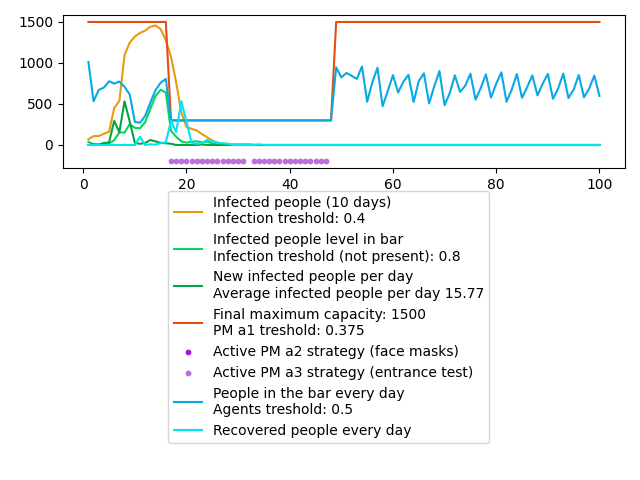 1500
1000
500
0
0 20 40 60 80 100
Infected people (10 days)
Infection treshold: 0.4
Infected people level in bar
Infection treshold (not present): 0.8
New infected people per day
Average infected people per day 15.77
Final maximum capacity: 1500
PM a1 treshold: 0.375
Active PM a2 strategy (face masks)
Active PM a3 strategy (entrance test)
People in the bar every day
Agents treshold: 0.5
Recovered people every day